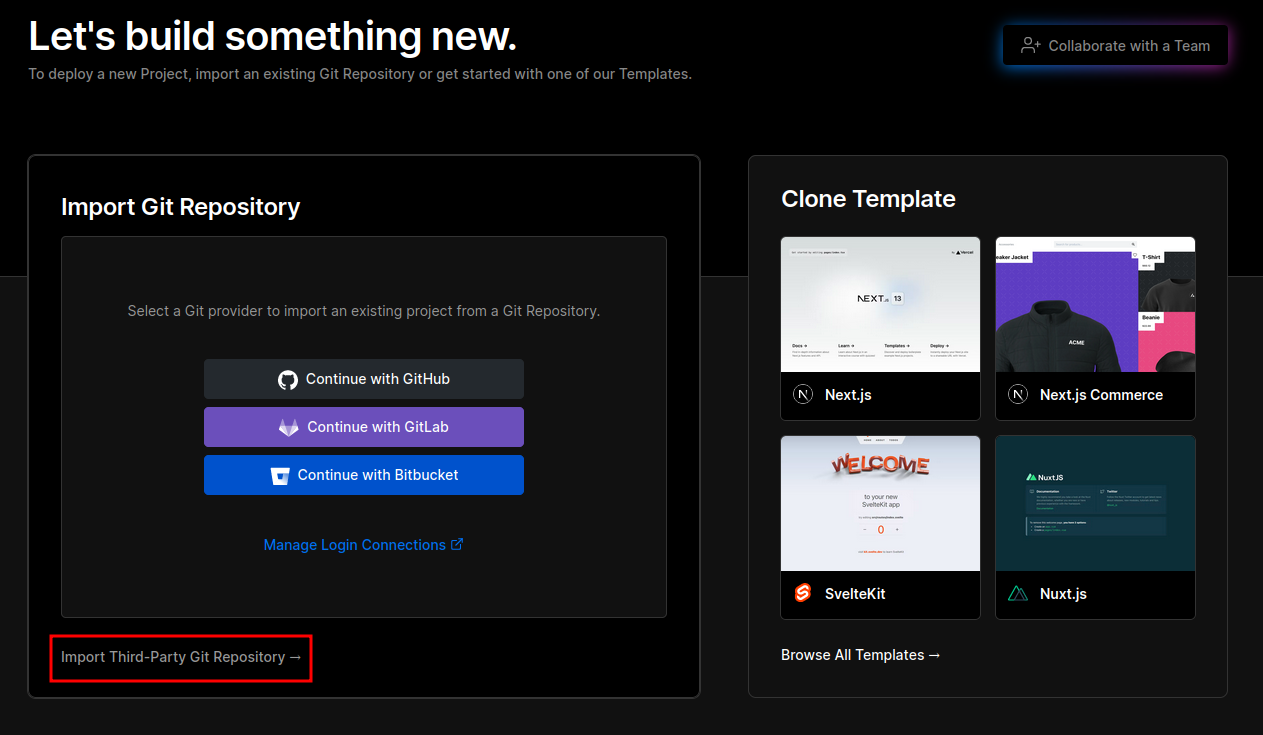 Let's build something new.
To deploy a new Project, import an existing Git Repository or get started with one of our Templates.
Collaborate with a Team
Import Git Repository
Select a Git provider to import an existing project from a Git Repository.
Continue with GitHub
Continue with GitLab
Continue with Bitbucket
Manage Login Connections
Import Third-Party Git Repository →
Clone Template
▲Vercel
NEXT.JS 13
Docs →
Learn →
Templates →
Deploy →
Next.js
eaker Jacket
T-Shirt
Beanie
ACME
Next.js Commerce
WELCOME
to your new
SvelteKit app
- 0 +
SvelteKit
NuxtJS
Documentation
Twitter
Nuxt.js
Browse All Templates →